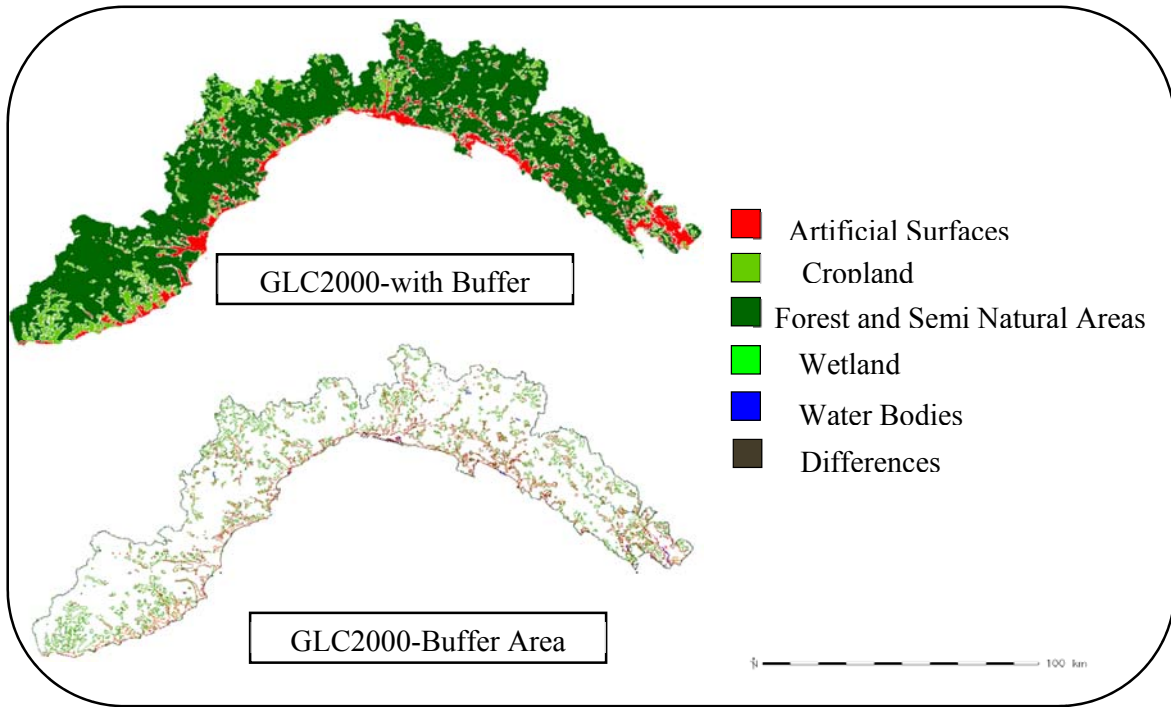 GLC2000-with Buffer
Artificial Surfaces
Cropland
Forest and Semi Natural Areas
Wetland
Water Bodies
Differences
GLC2000-Buffer Area
N 100 km